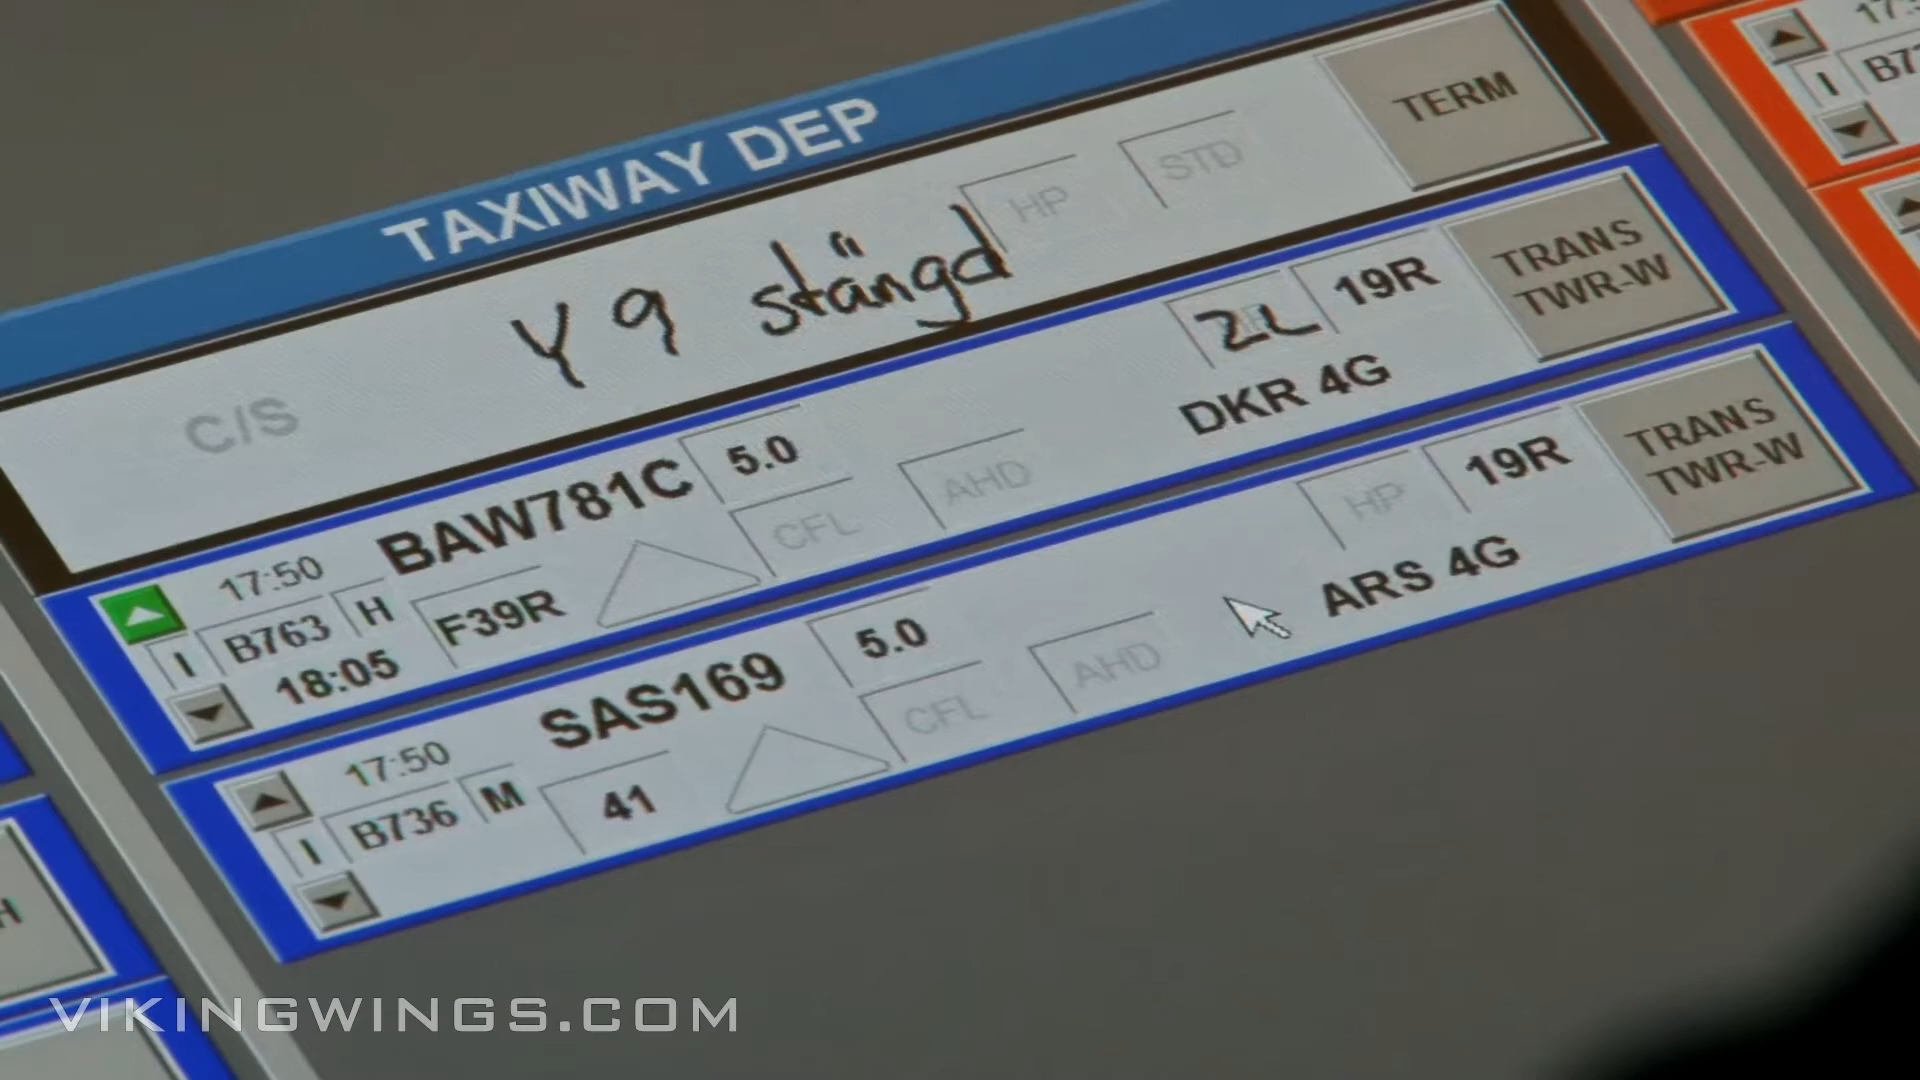 TAXIWAY DEP
C/S
Y9 stängd
HP
STD
TERM
17:50
BAW781C
5.0
ZL
19R
TRANS
TWR-W
I
B763
H
F39R
CFL
AHD
DKR 4G
18:05
17:50
SAS169
5.0
HP
19R
TRANS
TWR-W
I
B736
M
41
CFL
AHD
ARS 4G
I
H
VIKINGWINGS.COM